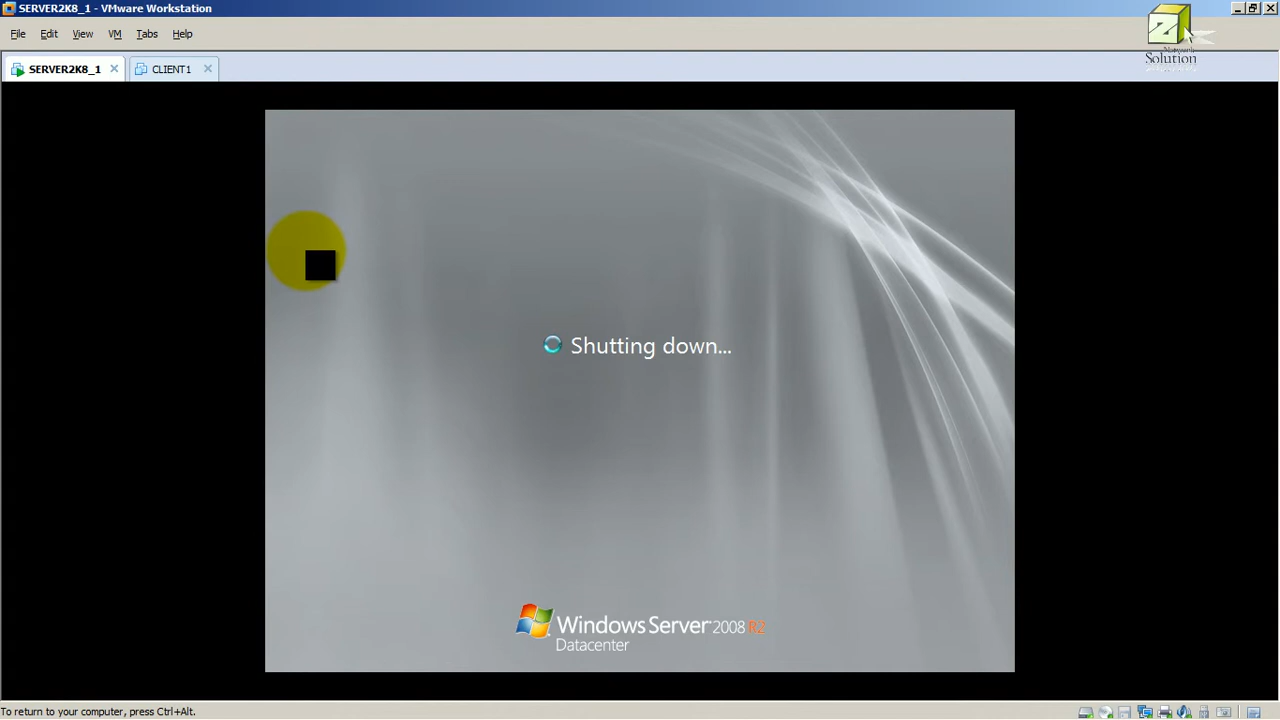 SERVER2K8_1 - VMware Workstation
File Edit View VM Tabs Help
Network
Solution
SERVER2K8_1 CLIENT1
Shutting down...
Windows Server 2008 R2
Datacenter
To return to your computer, press Ctrl+Alt.